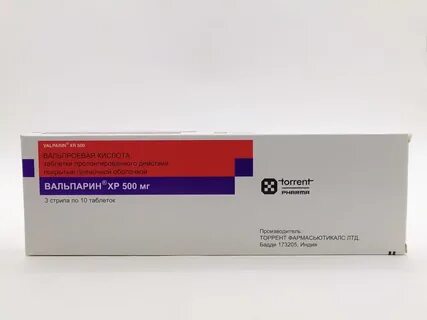 VALPARIN® XR 500
ВАЛЬПРОЕВАЯ КИСЛОТА
таблетки пролонгированного действия
покрытые пленочной оболочкой
ВАЛЬПАРИН® ХР 500 мг
3 стрипа по 10 таблеток
torrent
PHARMA
Производитель:
ТОРРЕНТ ФАРМАСЬЮТИКАЛС ЛТД.
Бадди 173205, Индия